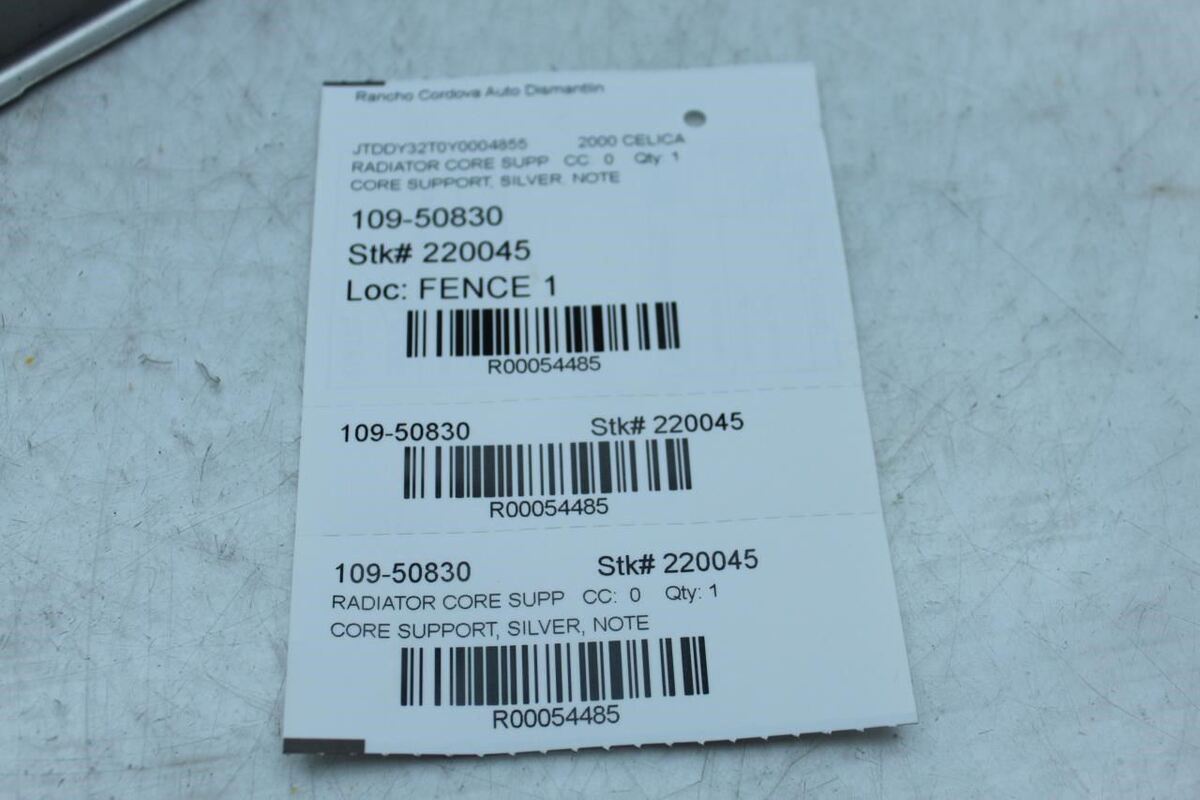 Rancho Cordova Auto Dismantlin
JTDDY32T0Y0004855 2000 CELICA
RADIATOR CORE SUPP CC: 0 Qty: 1
CORE SUPPORT, SILVER, NOTE
109-50830
Stk# 220045
Loc: FENCE 1
R00054485
109-50830 Stk# 220045
R00054485
109-50830 Stk# 220045
RADIATOR CORE SUPP CC: 0 Qty: 1
CORE SUPPORT, SILVER, NOTE
R00054485